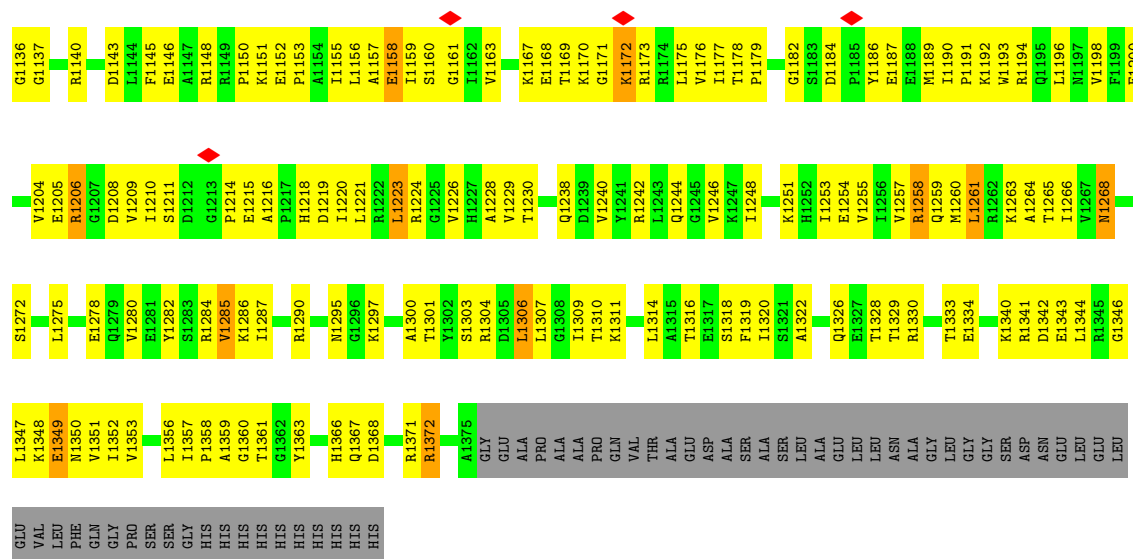 G1136 G1137 R1140 D1143 L1144 F1145 E1146 A1147 R1148 R1149 P1150 K1151 E1152 P1153 A1154 I1155 L1156 A1157 E1158 I1159 S1160 G1161 I1162 V1163 K1167 E1168 T1169 K1170 G1171 K1172 R1173 R1174 L1175 V1176 I1177 T1178 P1179 G1182 S1183 D1184 P1185 Y1186 E1187 E1188 M1189 I1190 P1191 K1192 W1193 R1194 Q1195 L1196 N1197 V1198 F1199
V1204 E1205 R1206 G1207 D1208 V1209 I1210 S1211 D1212 G1213 P1214 E1215 A1216 P1217 H1218 D1219 I1220 L1221 R1222 L1223 R1224 G1225 V1226 H1227 A1228 V1229 T1230 Q1238 D1239 V1240 Y1241 R1242 L1243 Q1244 G1245 V1246 K1247 I1248 K1251 H1252 I1253 E1254 V1255 I1256 V1257 R1258 Q1259 M1260 L1261 R1262 K1263 A1264 T1265 I1266 V1267 N1268
S1272 L1275 E1278 Q1279 V1280 E1281 Y1282 S1283 R1284 V1285 K1286 I1287 R1290 N1295 G1296 K1297 A1300 T1301 Y1302 S1303 R1304 D1305 L1306 L1307 G1308 I1309 T1310 K1311 L1314 A1315 T1316 E1317 S1318 F1319 I1320 S1321 A1322 Q1326 E1327 T1328 T1329 R1330 T1333 E1334 K1340 R1341 D1342 E1343 L1344 R1345 G1346
L1347 K1348 E1349 N1350 V1351 I1352 V1353 L1356 I1357 P1358 A1359 G1360 T1361 G1362 Y1363 H1366 Q1367 D1368 R1371 R1372 A1375 GLY GLU ALA PRO ALA ALA PRO GLN VAL THR ALA GLU ASP ALA SER ALA SER LEU ALA GLU LEU LEU ASN ALA GLY LEU GLY GLY SER ASP ASN GLU LEU GLU LEU
GLU VAL LEU PHE GLN GLY PRO SER SER GLY HIS HIS HIS HIS HIS HIS HIS HIS HIS HIS